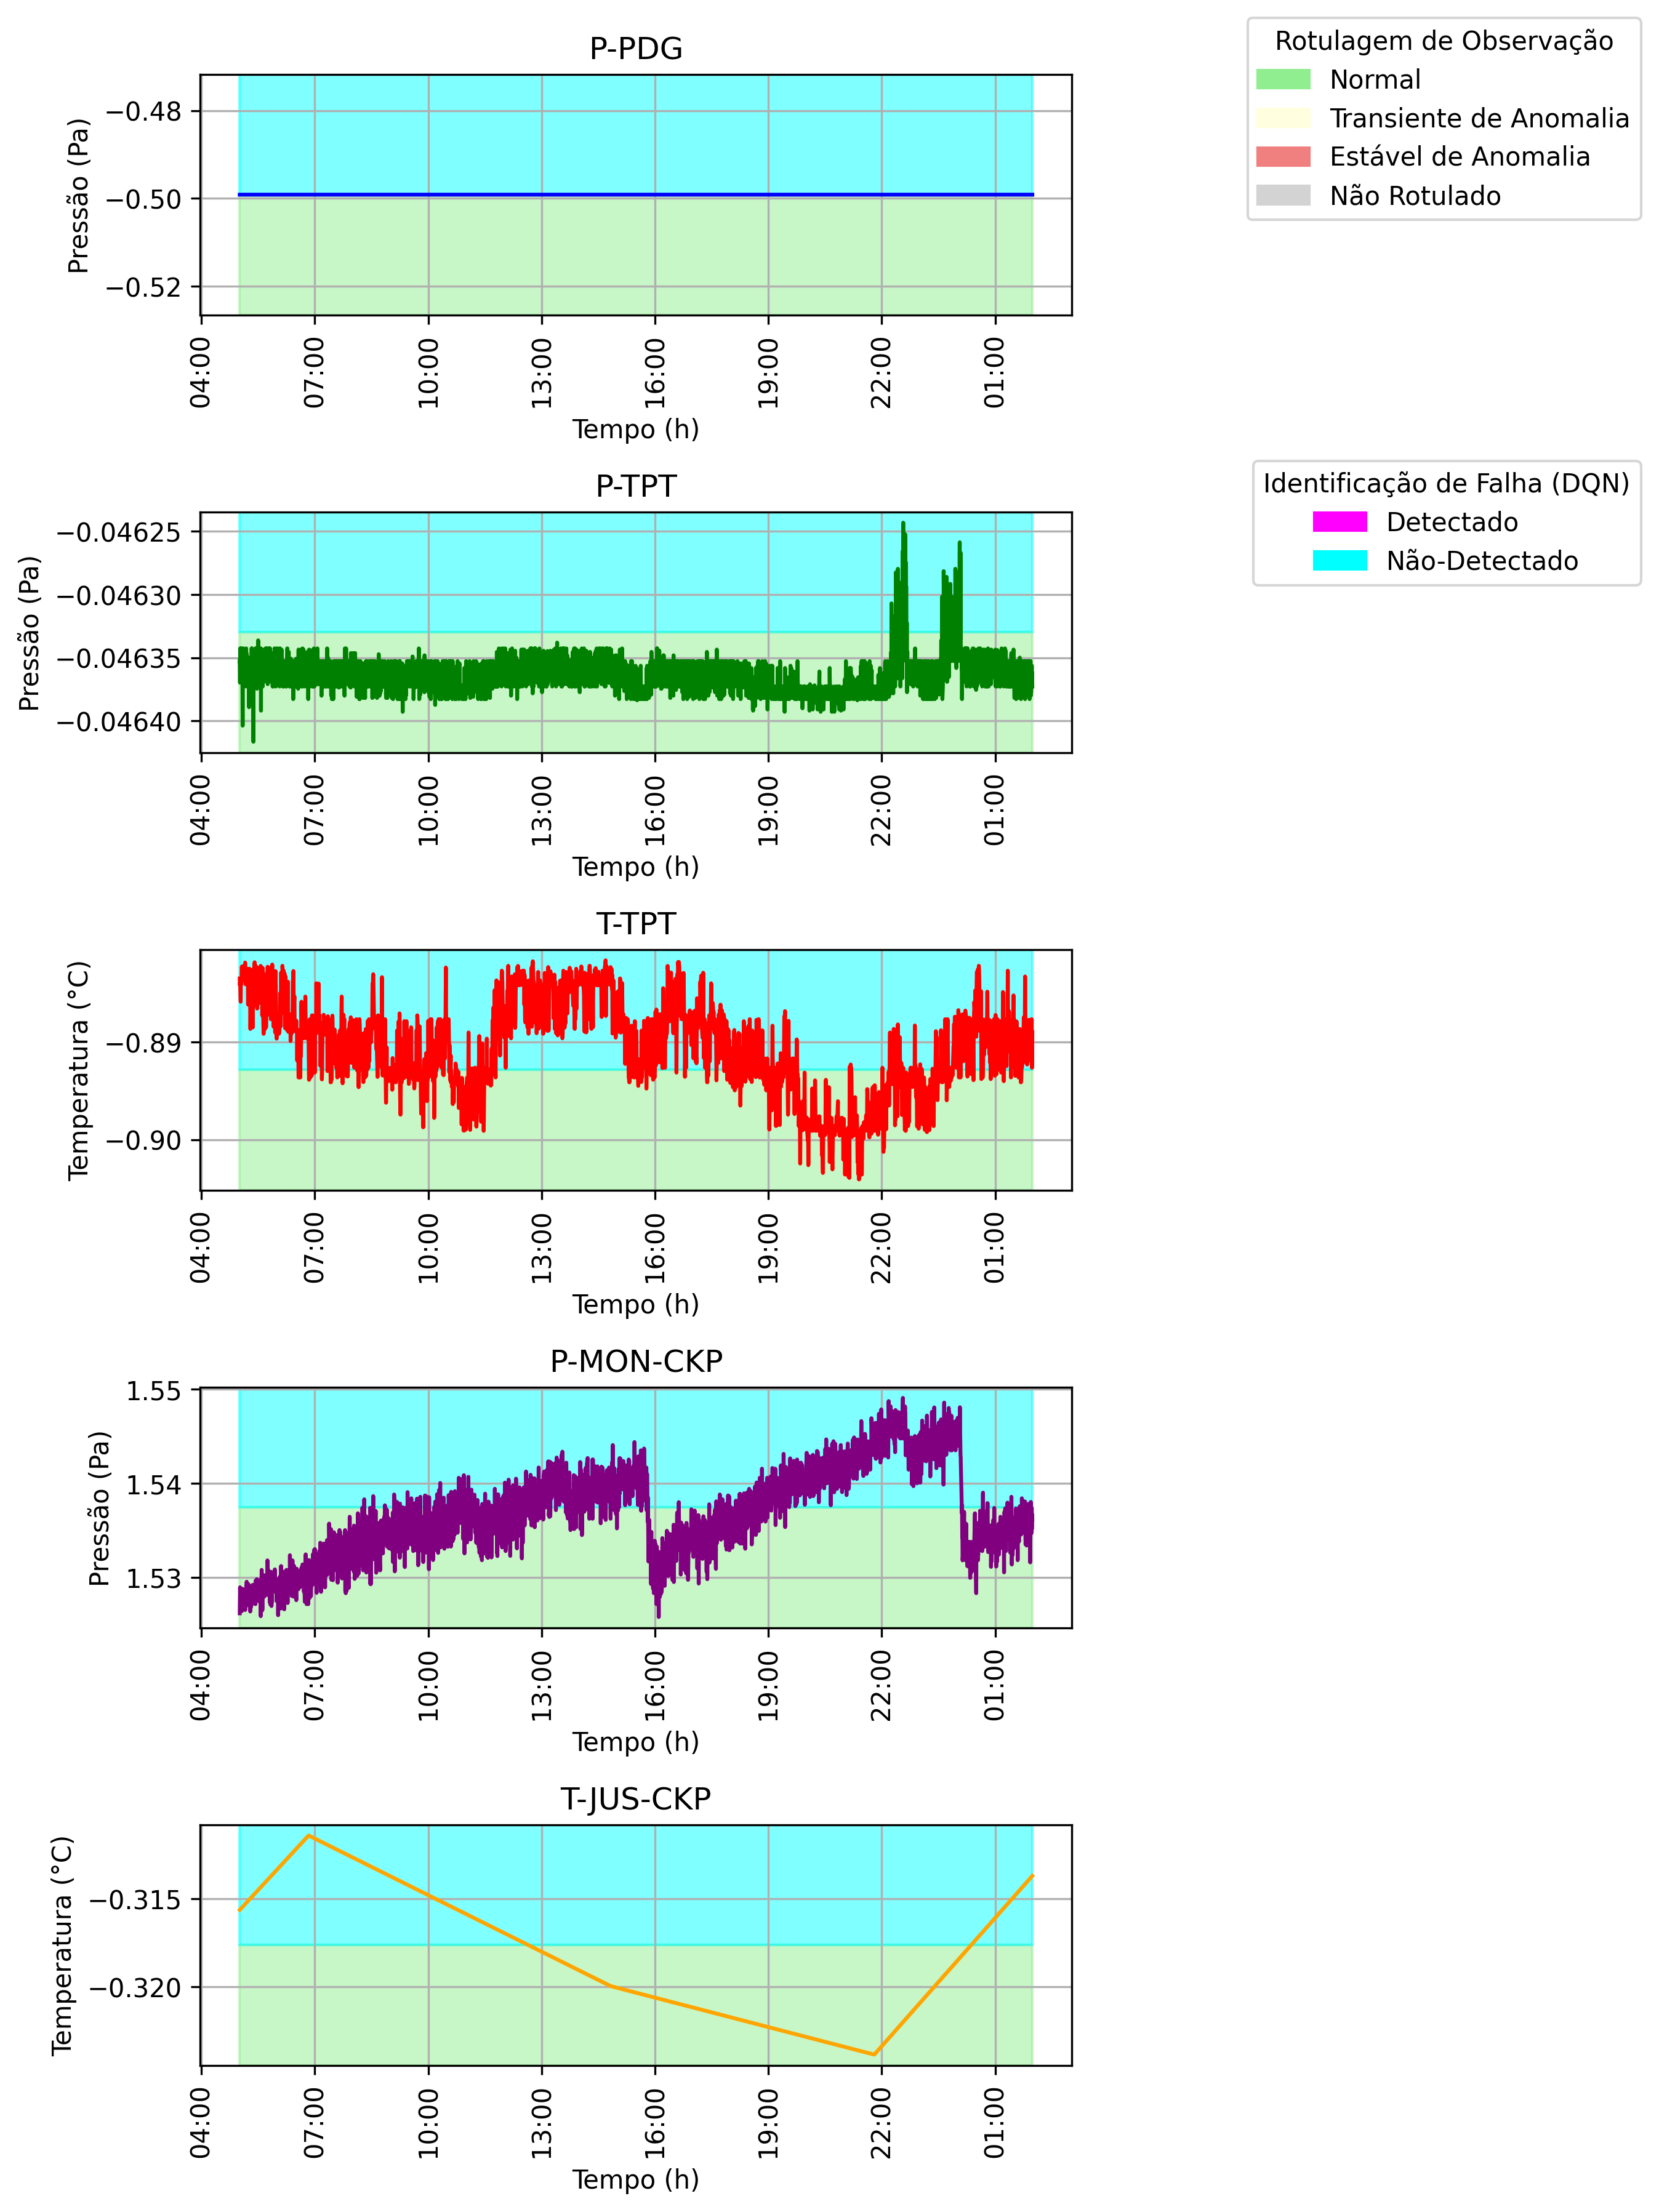 P-PDG
Pressão (Pa)
−0.48
−0.50
−0.52
04:00 07:00 10:00 13:00 16:00 19:00 22:00 01:00
Tempo (h)
Rotulagem de Observação
Normal
Transiente de Anomalia
Estável de Anomalia
Não Rotulado
P-TPT
Pressão (Pa)
−0.04625
−0.04630
−0.04635
−0.04640
04:00 07:00 10:00 13:00 16:00 19:00 22:00 01:00
Tempo (h)
Identificação de Falha (DQN)
Detectado
Não-Detectado
T-TPT
Temperatura (°C)
−0.89
−0.90
04:00 07:00 10:00 13:00 16:00 19:00 22:00 01:00
Tempo (h)
P-MON-CKP
Pressão (Pa)
1.55
1.54
1.53
04:00 07:00 10:00 13:00 16:00 19:00 22:00 01:00
Tempo (h)
T-JUS-CKP
Temperatura (°C)
−0.315
−0.320
04:00 07:00 10:00 13:00 16:00 19:00 22:00 01:00
Tempo (h)